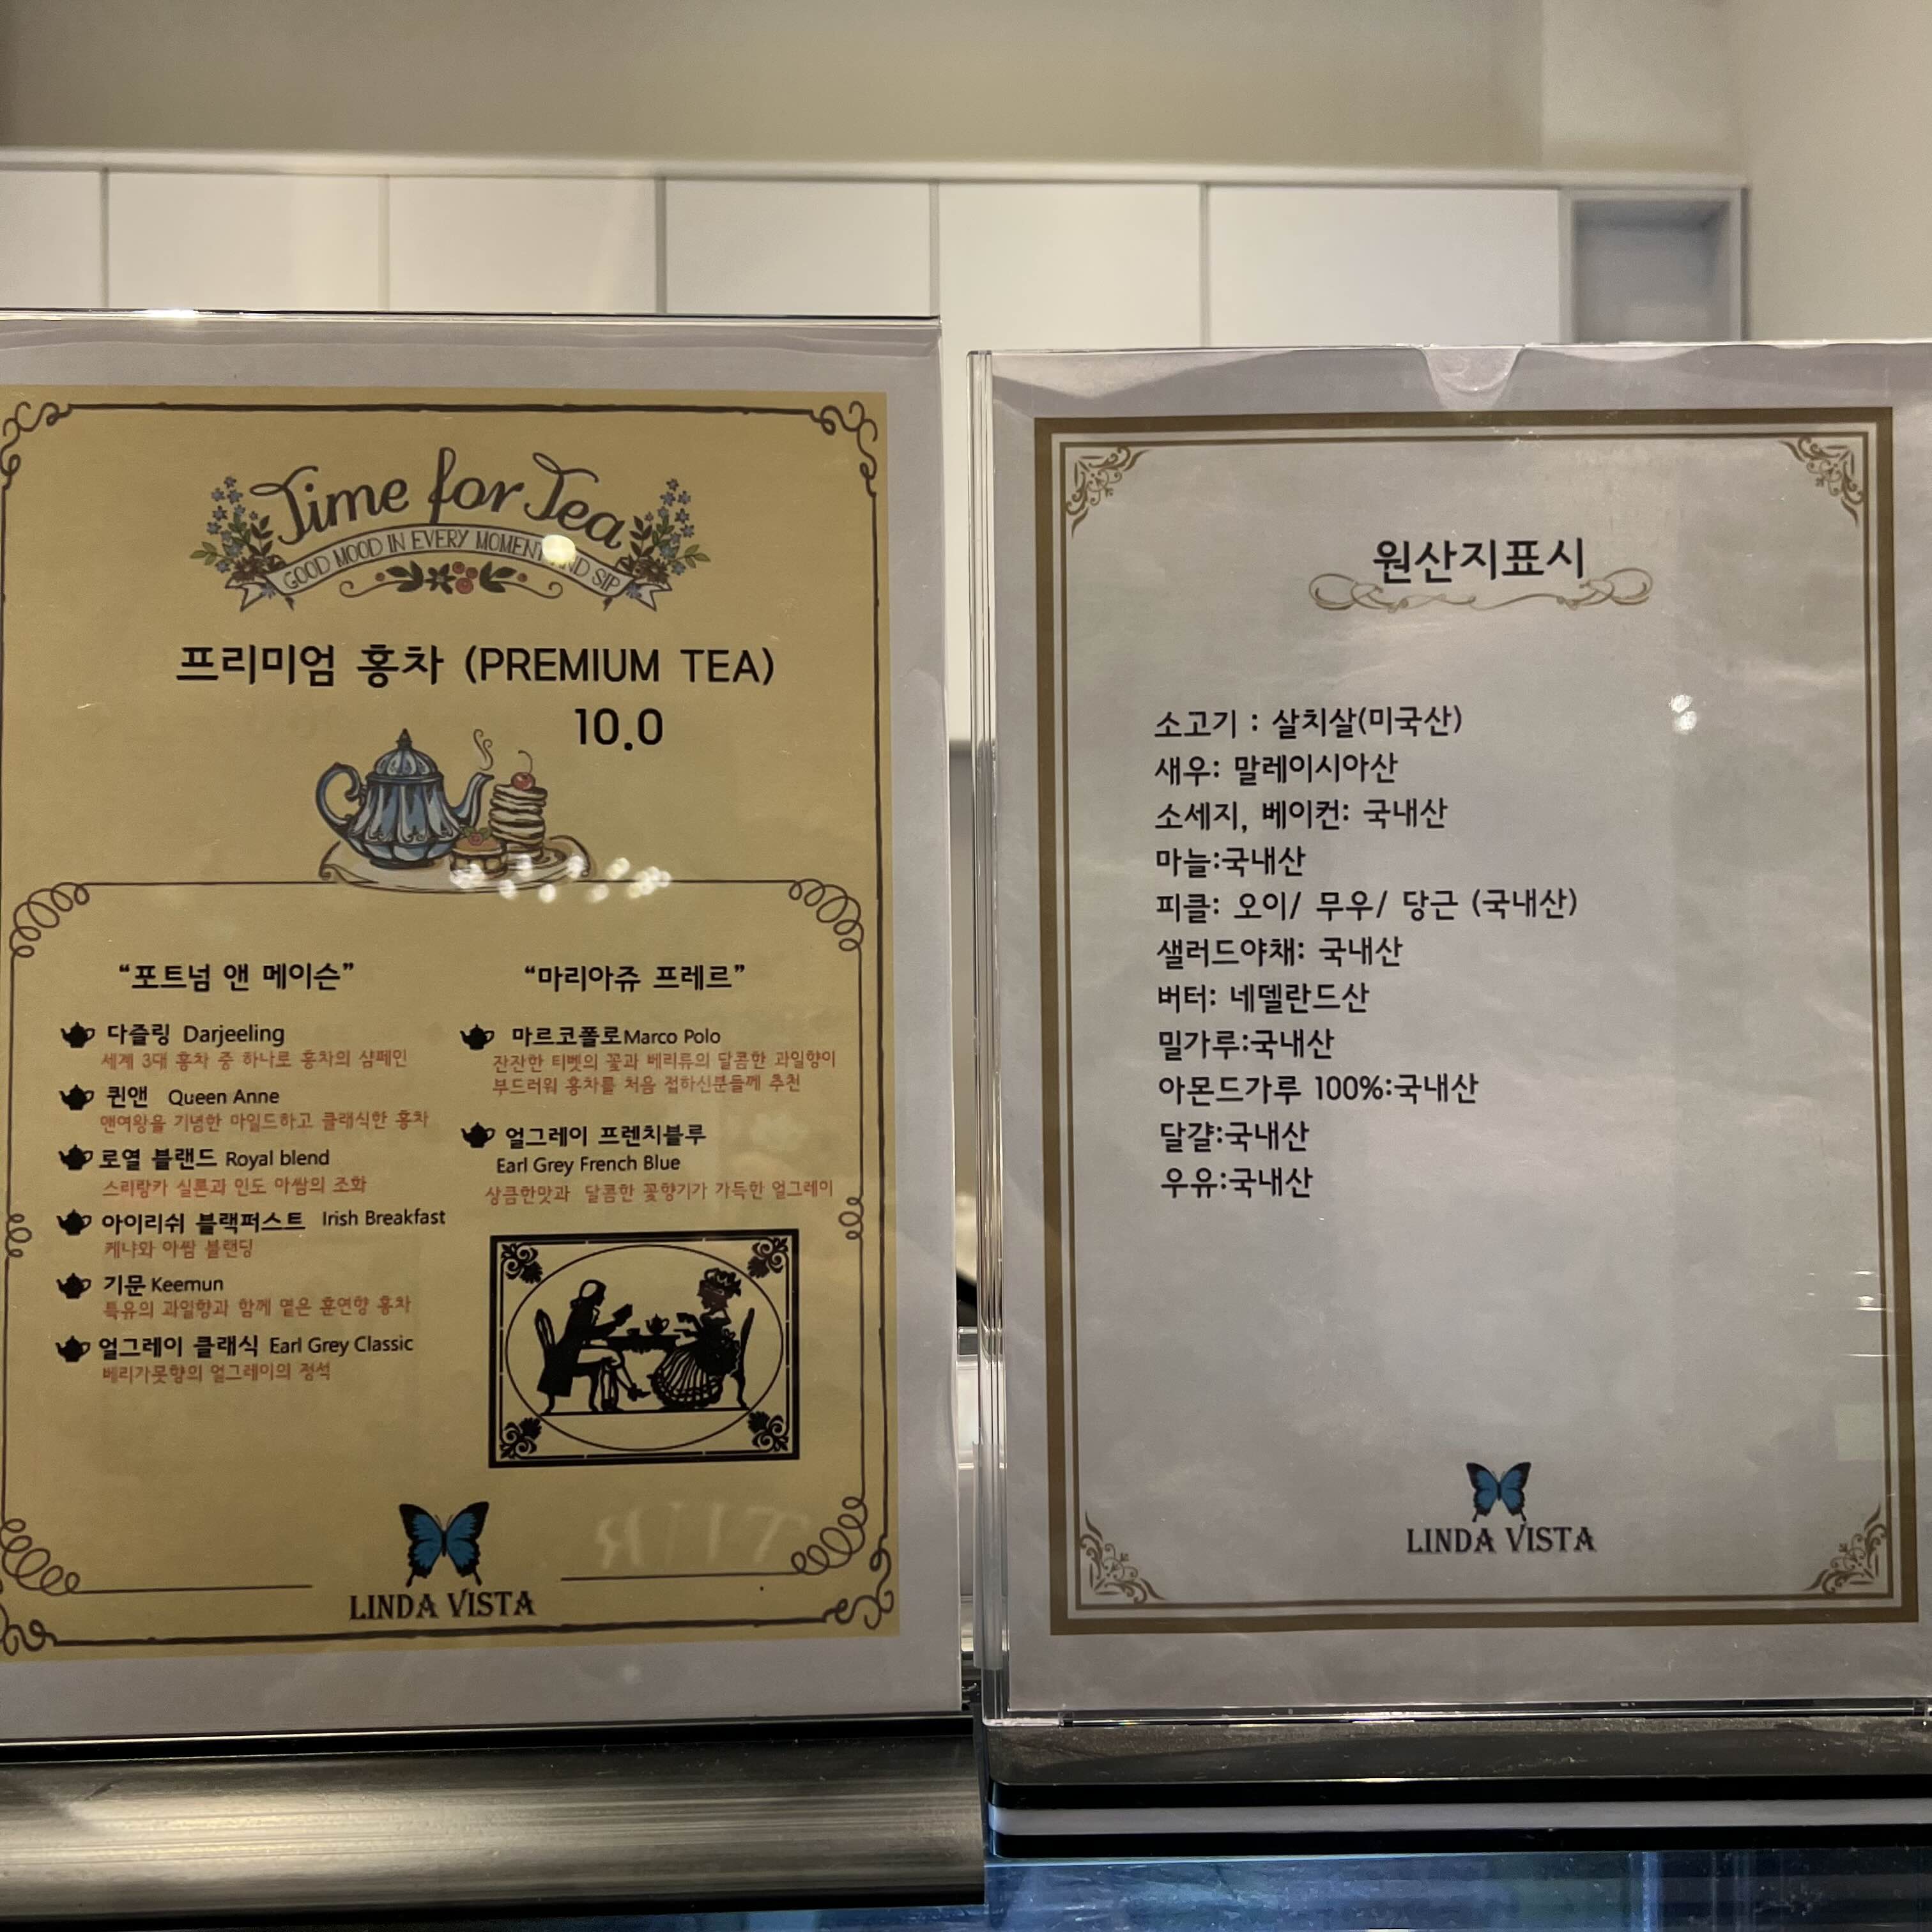 Time for Tea
GOOD MOOD IN EVERY MOMENT AND SIP
프리미엄 홍차 (PREMIUM TEA)
10.0
“포트넘 앤 메이슨”
다즐링 Darjeeling
세계 3대 홍차 중 하나로 홍차의 샴페인
퀸앤 Queen Anne
앤여왕을 기념한 마일드하고 클래식한 홍차
로열 블랜드 Royal blend
스리랑카 실론과 인도 아쌈의 조화
아이리쉬 블랙퍼스트 Irish Breakfast
케냐와 아쌈 블랜딩
기문 Keemun
특유의 과일향과 함께 옅은 훈연향 홍차
얼그레이 클래식 Earl Grey Classic
베리가못향의 얼그레이의 정석
“마리아쥬 프레르”
마르코폴로 Marco Polo
잔잔한 티벳의 꽃과 베리류의 달콤한 과일향이
부드러워 홍차를 처음 접하신분들께 추천
얼그레이 프렌치블루
Earl Grey French Blue
상큼한맛과 달콤한 꽃향기가 가득한 얼그레이
LINDA VISTA
원산지표시
소고기 : 살치살(미국산)
새우: 말레이시아산
소세지, 베이컨: 국내산
마늘:국내산
피클: 오이/ 무우/ 당근 (국내산)
샐러드야채: 국내산
버터: 네델란드산
밀가루:국내산
아몬드가루 100%:국내산
달걀:국내산
우유:국내산
LINDA VISTA